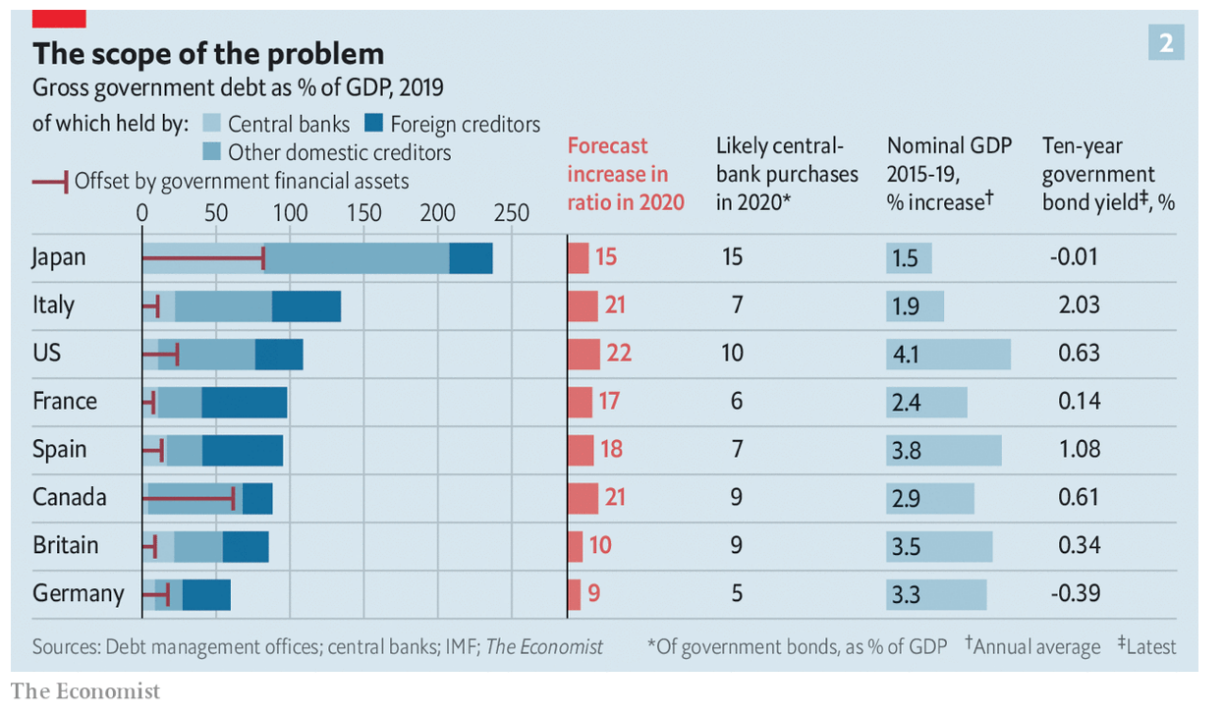 The scope of the problem
2
Gross government debt as % of GDP, 2019
of which held by: Central banks Foreign creditors
Other domestic creditors
Offset by government financial assets
0 50 100 150 200 250
Forecast
increase in
ratio in 2020
Likely central-
bank purchases
in 2020*
Nominal GDP
2015-19,
% increase†
Ten-year
government
bond yield‡, %
Japan 15 15 1.5 -0.01
Italy 21 7 1.9 2.03
US 22 10 4.1 0.63
France 17 6 2.4 0.14
Spain 18 7 3.8 1.08
Canada 21 9 2.9 0.61
Britain 10 9 3.5 0.34
Germany 9 5 3.3 -0.39
Sources: Debt management offices; central banks; IMF; The Economist *Of government bonds, as % of GDP †Annual average ‡Latest
The Economist